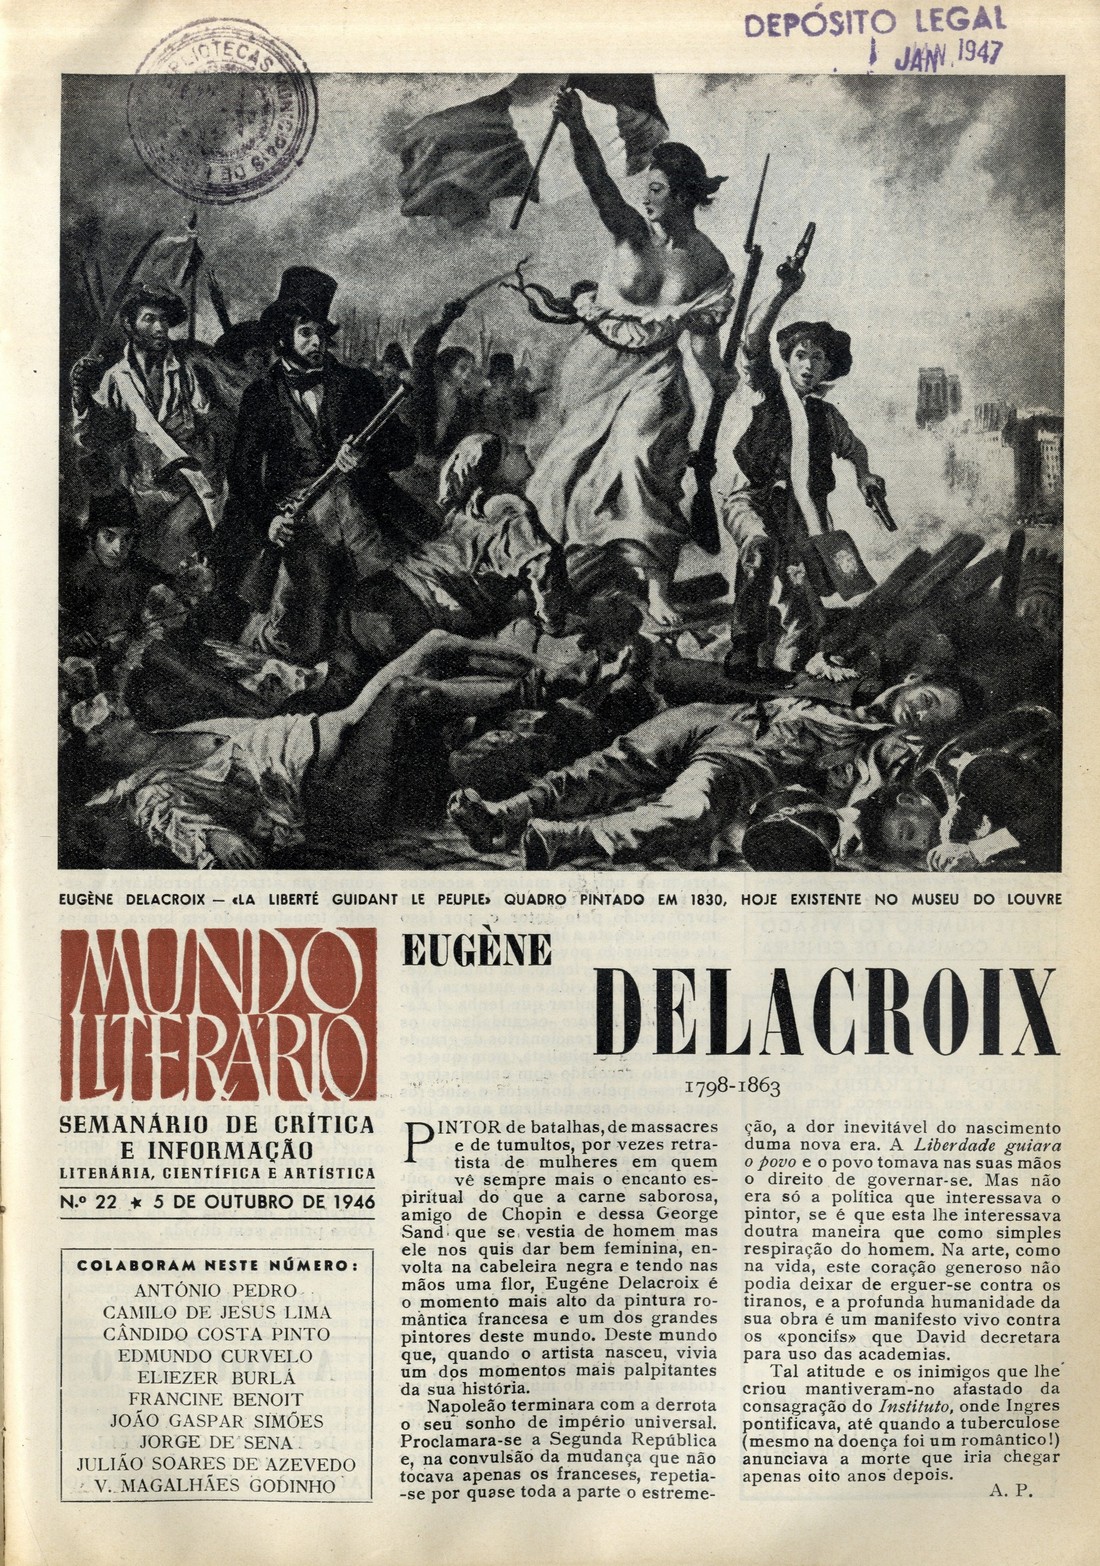 DEPÓSITO LEGAL
1 JAN. 1947
BIBLIOTECAS MUNICIPAIS DE
EUGÈNE DELACROIX — «LA LIBERTÉ GUIDANT LE PEUPLE» QUADRO PINTADO EM 1830, HOJE EXISTENTE NO MUSEU DO LOUVRE
MUNDO
LITERÁRIO
SEMANÁRIO DE CRÍTICA
E INFORMAÇÃO
LITERÁRIA, CIENTÍFICA E ARTÍSTICA
N.º 22 ★ 5 DE OUTUBRO DE 1946
COLABORAM NESTE NÚMERO:
ANTÓNIO PEDRO
CAMILO DE JESUS LIMA
CÂNDIDO COSTA PINTO
EDMUNDO CURVELO
ELIEZER BURLÁ
FRANCINE BENOIT
JOÃO GASPAR SIMÕES
JORGE DE SENA
JULIÃO SOARES DE AZEVEDO
V. MAGALHÃES GODINHO
EUGÈNE
DELACROIX
1798-1863
PINTOR de batalhas, de massacres
e de tumultos, por vezes retra-
tista de mulheres em quem
vê sempre mais o encanto es-
piritual do que a carne saborosa,
amigo de Chopin e dessa George
Sand que se vestia de homem mas
ele nos quis dar bem feminina, en-
volta na cabeleira negra e tendo nas
mãos uma flor, Eugéne Delacroix é
o momento mais alto da pintura ro-
mântica francesa e um dos grandes
pintores deste mundo. Deste mundo
que, quando o artista nasceu, vivia
um dos momentos mais palpitantes
da sua história.
Napoleão terminara com a derrota
o seu sonho de império universal.
Proclamara-se a Segunda República
e, na convulsão da mudança que não
tocava apenas os franceses, repetia-
-se por quase toda a parte o estreme-
ção, a dor inevitável do nascimento
duma nova era. A Liberdade guiara
o povo e o povo tomava nas suas mãos
o direito de governar-se. Mas não
era só a política que interessava o
pintor, se é que esta lhe interessava
doutra maneira que como simples
respiração do homem. Na arte, como
na vida, este coração generoso não
podia deixar de erguer-se contra os
tiranos, e a profunda humanidade da
sua obra é um manifesto vivo contra
os «poncifs» que David decretara
para uso das academias.
Tal atitude e os inimigos que lhe
criou mantiveram-no afastado da
consagração do Instituto, onde Ingres
pontificava, até quando a tuberculose
(mesmo na doença foi um romântico!)
anunciava a morte que iria chegar
apenas oito anos depois.
A. P.